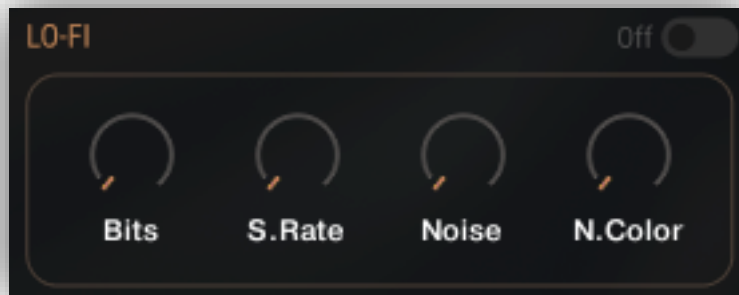 LO-FI
Off
Bits
S.Rate
Noise
N.Color